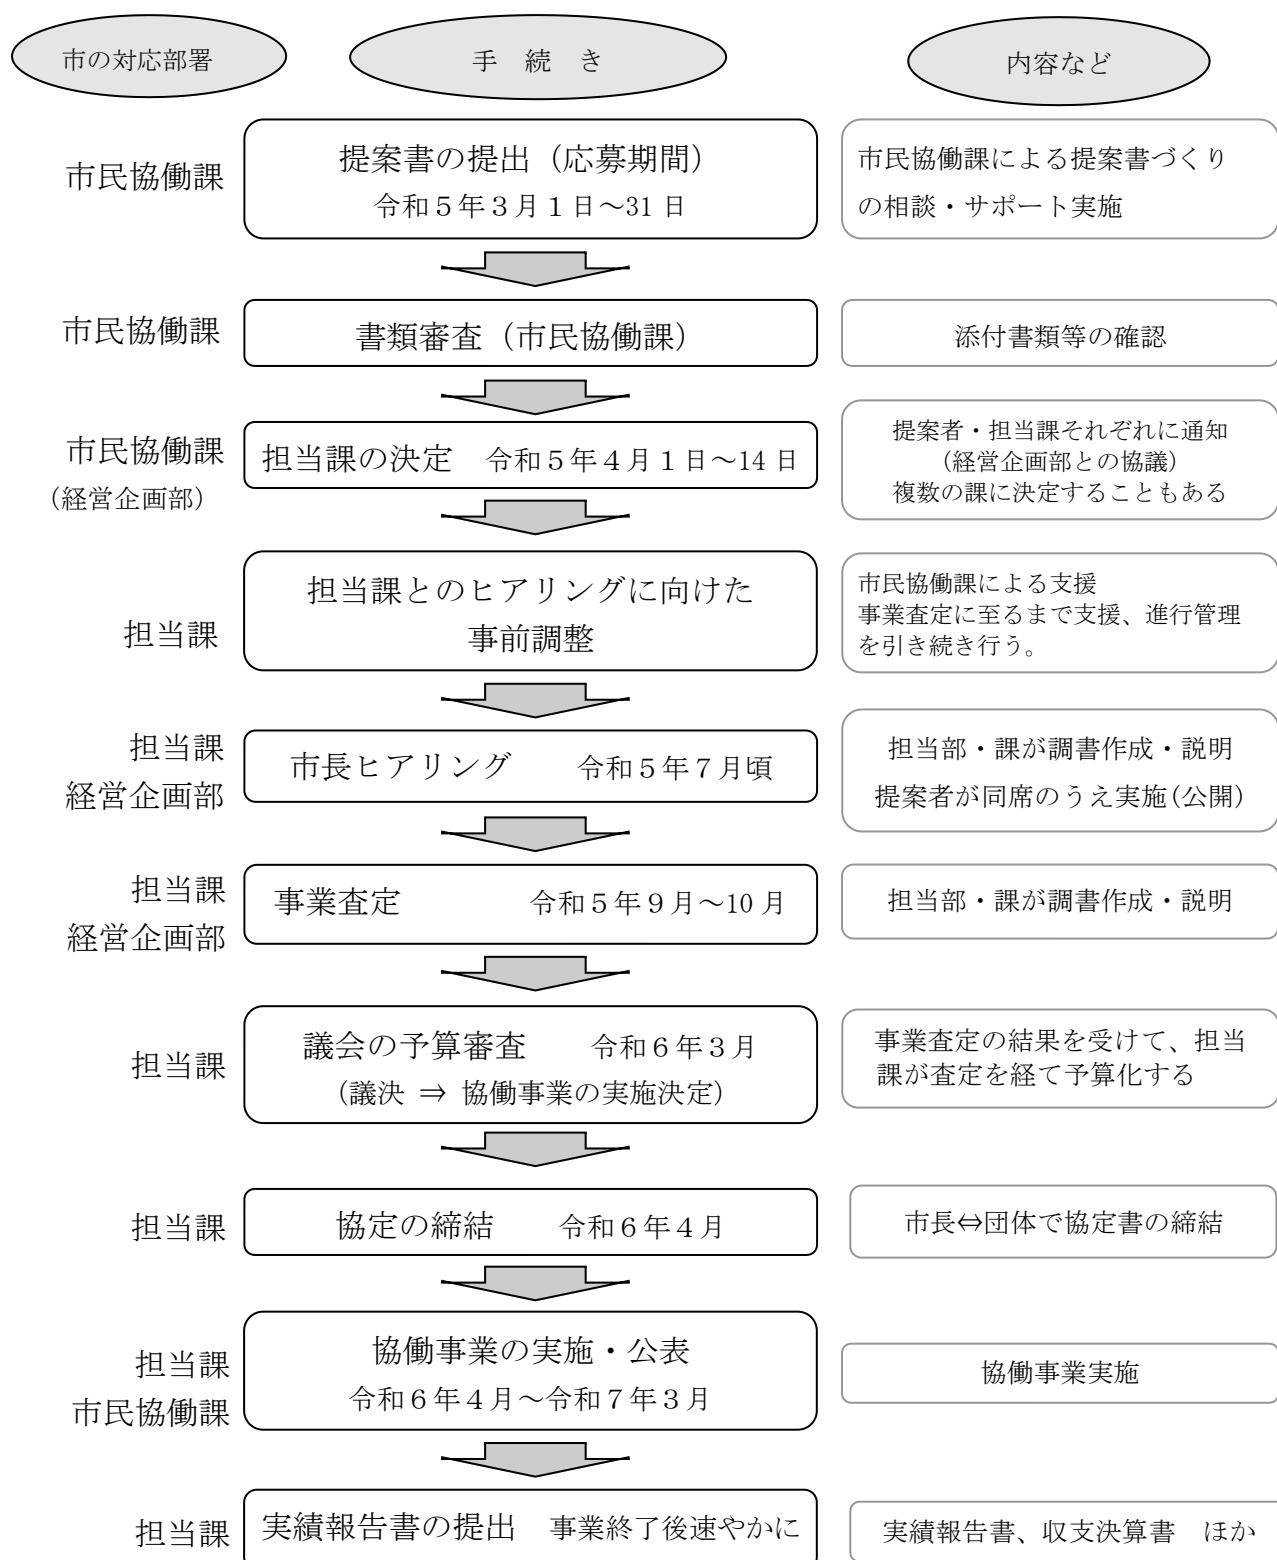 市の対応部署
手 続 き
内容など
市民協働課
提案書の提出（応募期間）
令和５年３月１日～31日
市民協働課による提案書づくり
の相談・サポート実施
市民協働課
書類審査（市民協働課）
添付書類等の確認
市民協働課
（経営企画部）
担当課の決定 令和５年４月１日～14日
提案者・担当課それぞれに通知
（経営企画部との協議）
複数の課に決定することもある
担当課
担当課とのヒアリングに向けた
事前調整
市民協働課による支援
事業査定に至るまで支援、進行管理
を引き続き行う。
担当課
経営企画部
市長ヒアリング 令和５年７月頃
担当部・課が調書作成・説明
提案者が同席のうえ実施(公開)
担当課
経営企画部
事業査定 令和５年９月～10月
担当部・課が調書作成・説明
担当課
議会の予算審査 令和６年３月
（議決 ⇒ 協働事業の実施決定）
事業査定の結果を受けて、担当
課が査定を経て予算化する
担当課
協定の締結 令和６年４月
市長⇔団体で協定書の締結
担当課
市民協働課
協働事業の実施・公表
令和６年４月～令和７年３月
協働事業実施
担当課
実績報告書の提出 事業終了後速やかに
実績報告書、収支決算書 ほか